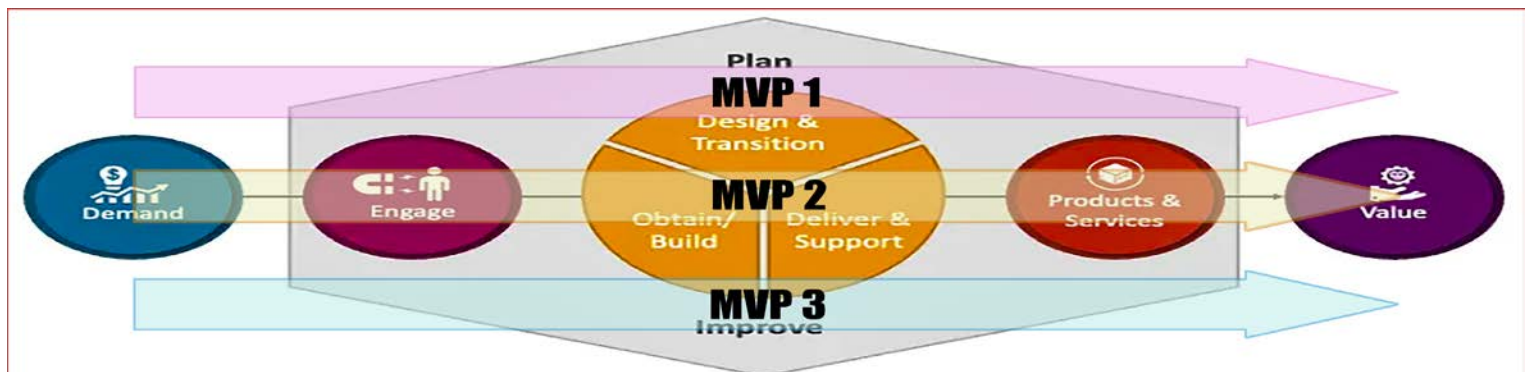 Plan
MVP 1
Design &
Transition
Demand
Engage
MVP 2
Obtain/
Build
Deliver &
Support
Products &
Services
Value
MVP 3
Improve